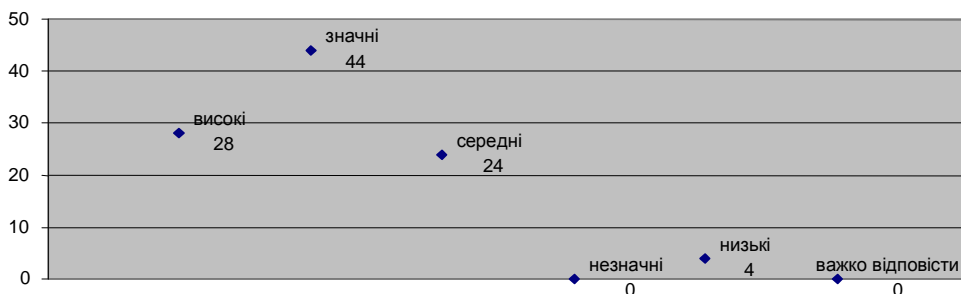 50
40
30
20
10
0
високі
28
значні
44
середні
24
незначні
0
низькі
4
важко відповісти
0